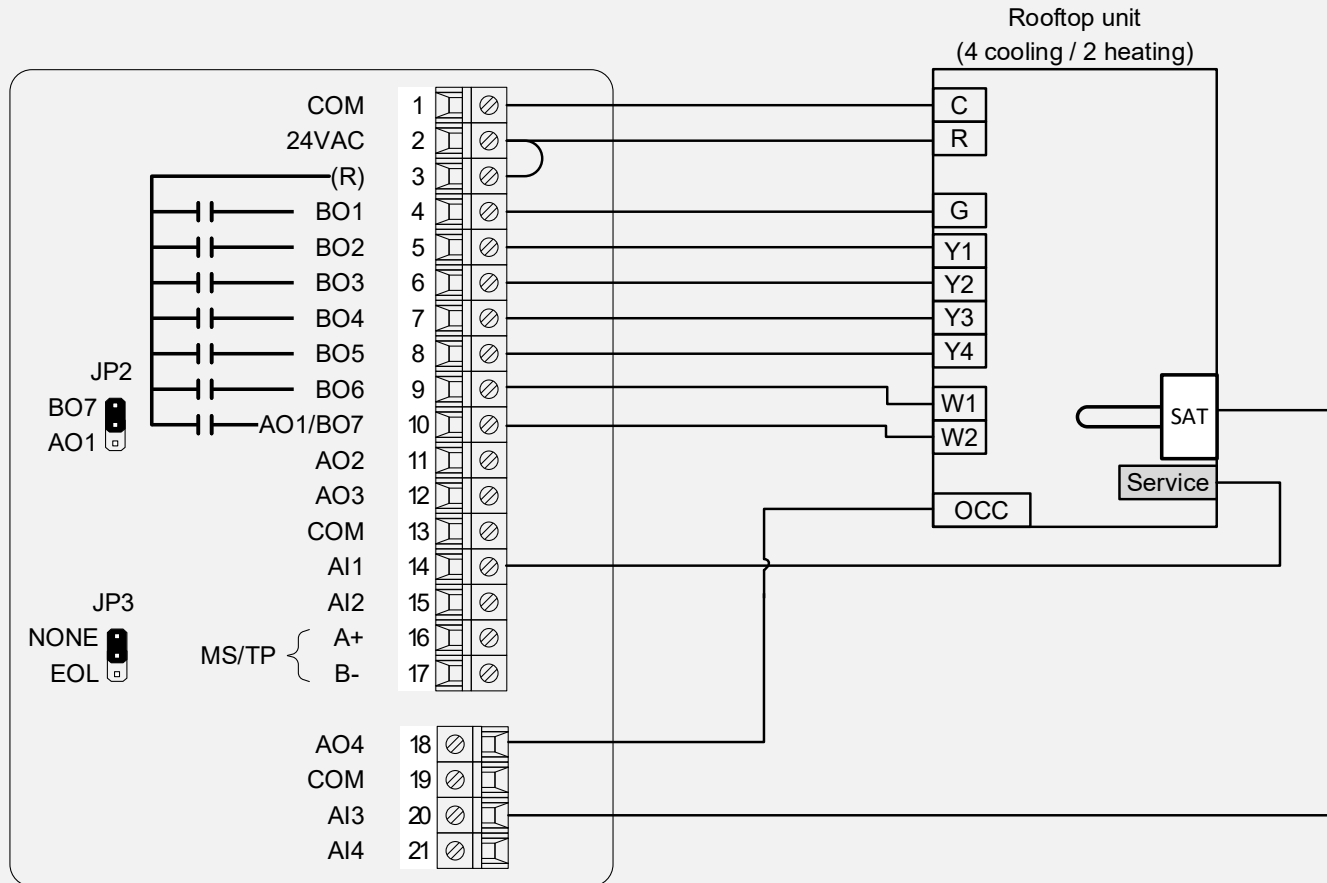 Rooftop unit
(4 cooling / 2 heating)
COM 1 C
24VAC 2 R
(R) 3
BO1 4 G
BO2 5 Y1
BO3 6 Y2
BO4 7 Y3
BO5 8 Y4
JP2
BO6 9 W1
BO7
AO1/BO7 10 W2
SAT
AO1
AO2 11
AO3 12 Service
COM 13 OCC
AI1 14
JP3 AI2 15
NONE
MS/TP
A+ 16
EOL B- 17
AO4 18
COM 19
AI3 20
AI4 21